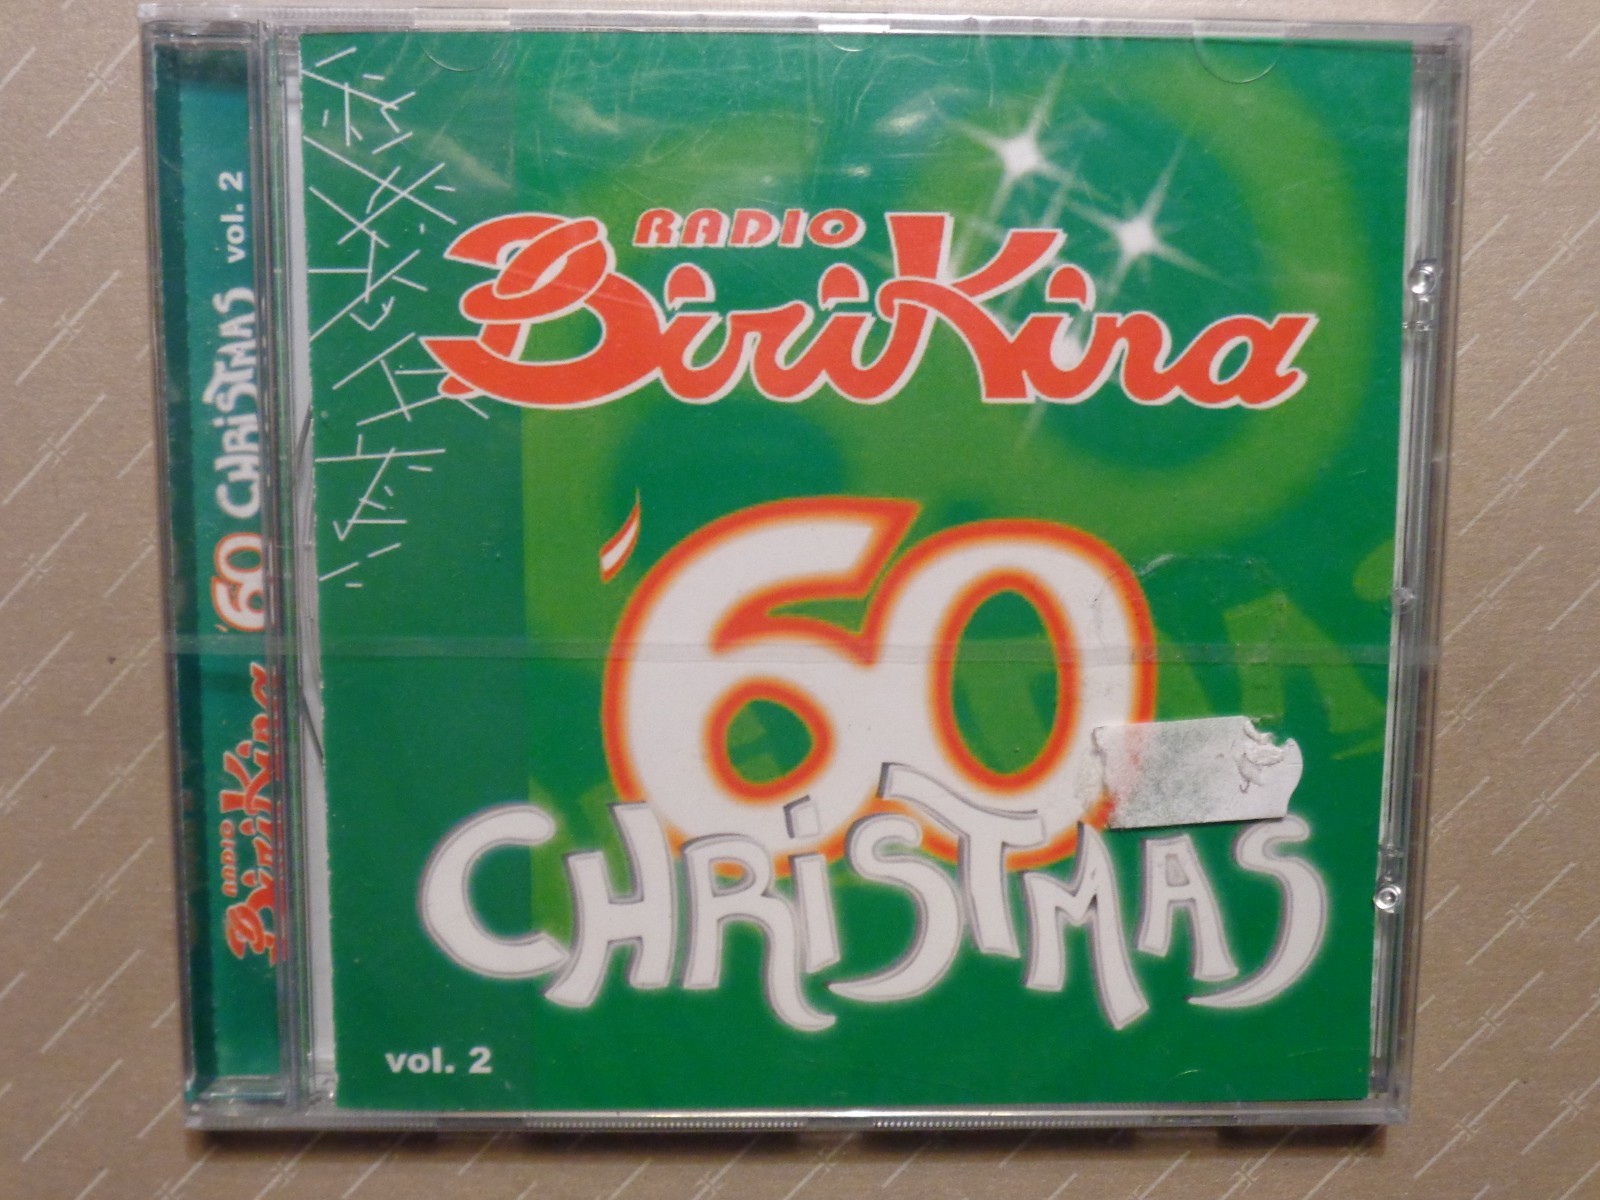 RADIO
BiriKina
'60
CHRiSTMAS
vol. 2
RADIO BiriKina '60 CHRiSTMAS vol. 2